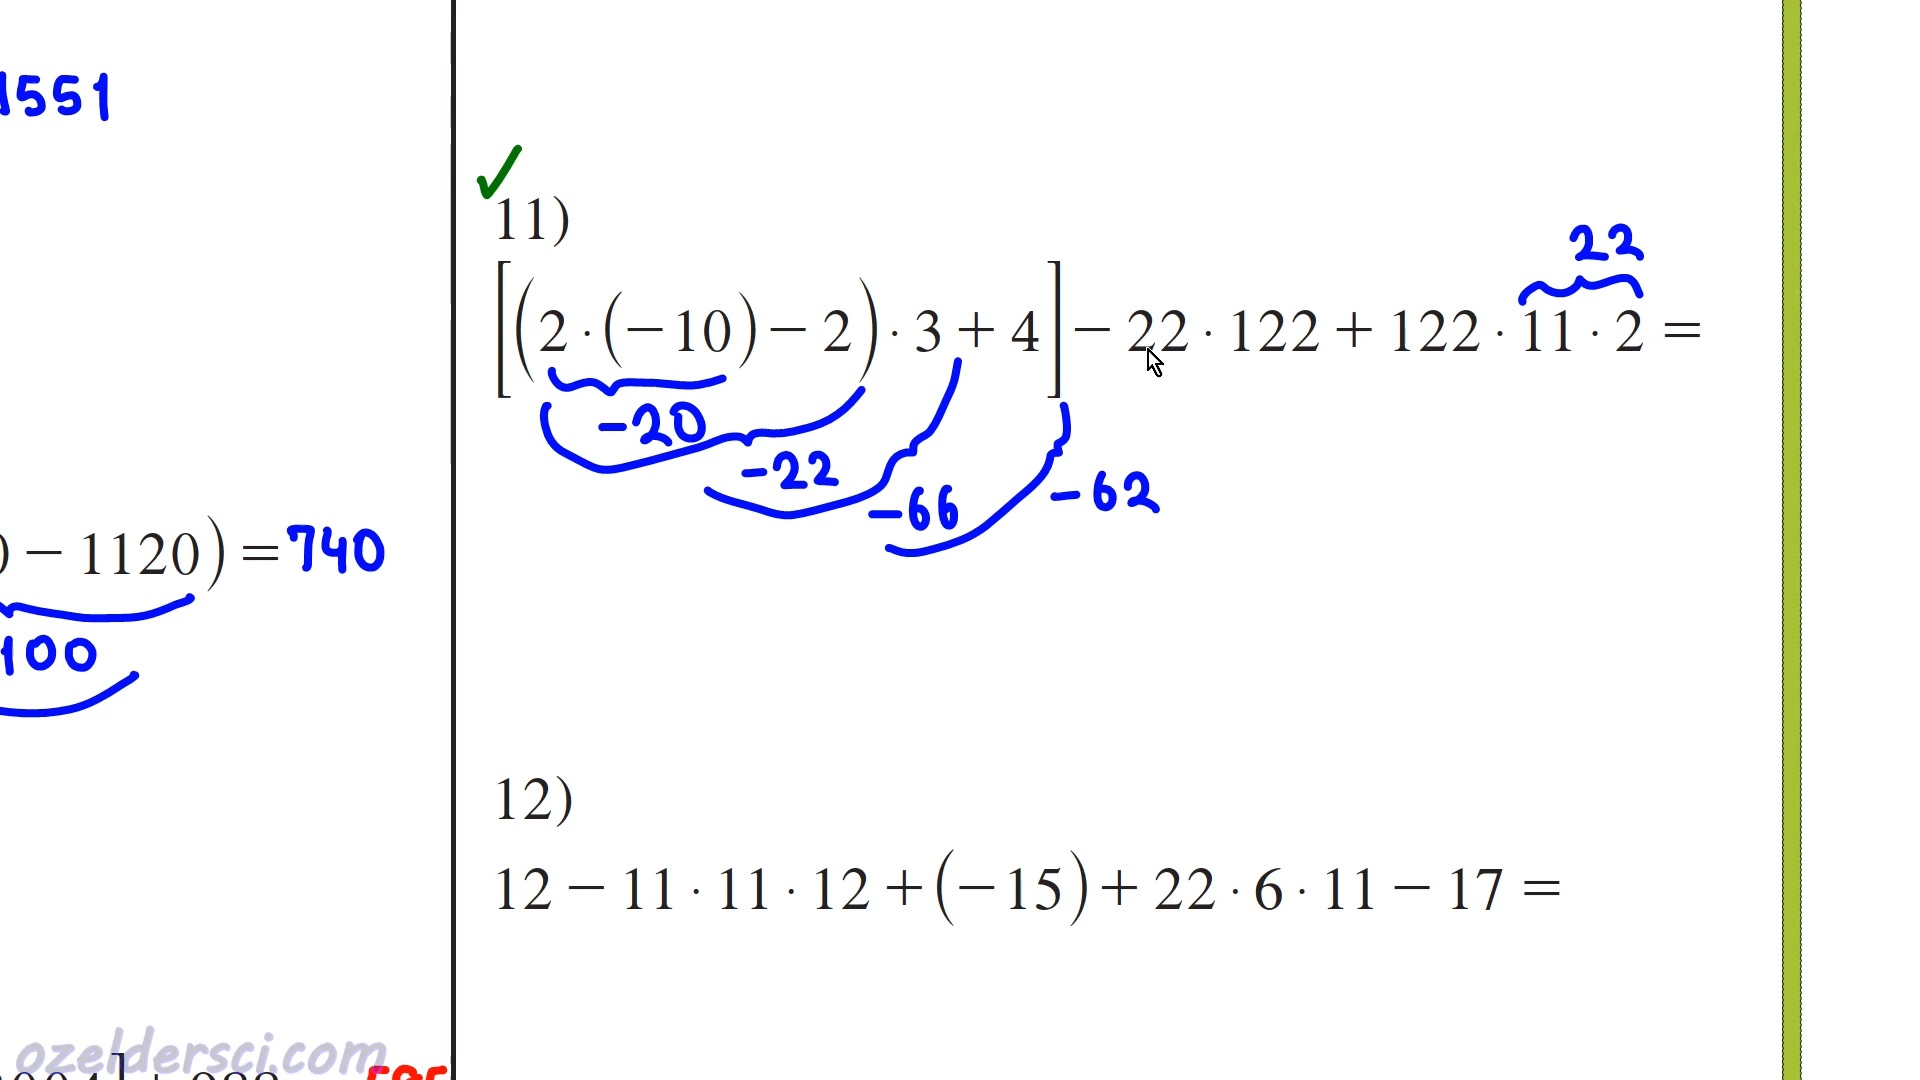 1551
− 1120) = 740
100
ozeldersci.com
11)
22
[(2 · (−10) − 2) · 3 + 4] − 22 · 122 + 122 · 11 · 2 =
−20
−22
−66
−62
12)
12 − 11 · 11 · 12 + (−15) + 22 · 6 · 11 − 17 =